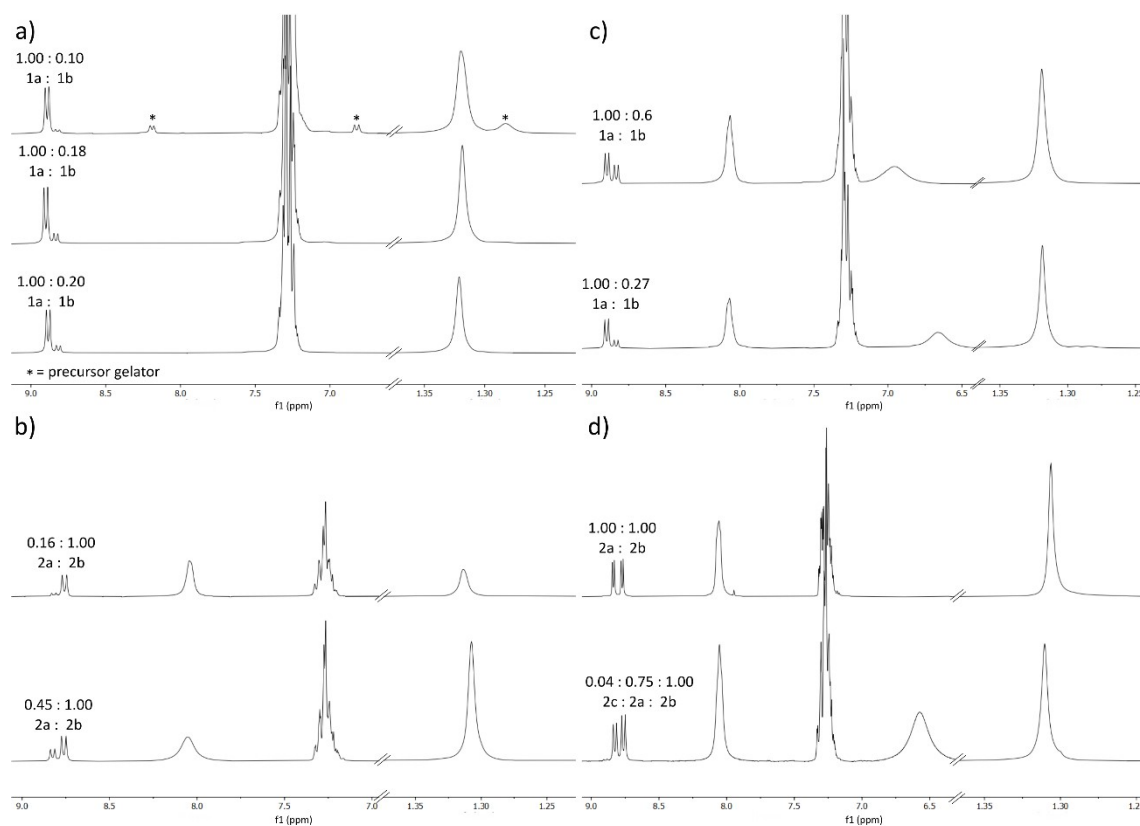 a)
1.00 : 0.10
1a : 1b
*
*
*
1.00 : 0.18
1a : 1b
1.00 : 0.20
1a : 1b
* = precursor gelator
9.0 8.5 8.0 7.5 7.0 1.35 1.30 1.25
f1 (ppm)
c)
1.00 : 0.6
1a : 1b
1.00 : 0.27
1a : 1b
9.0 8.5 8.0 7.5 7.0 6.5 1.35 1.30 1.25
f1 (ppm)
b)
0.16 : 1.00
2a : 2b
0.45 : 1.00
2a : 2b
9.0 8.5 8.0 7.5 7.0 1.35 1.30 1.25
f1 (ppm)
d)
1.00 : 1.00
2a : 2b
0.04 : 0.75 : 1.00
2c : 2a : 2b
9.0 8.5 8.0 7.5 7.0 6.5 1.35 1.30 1.25
f1 (ppm)